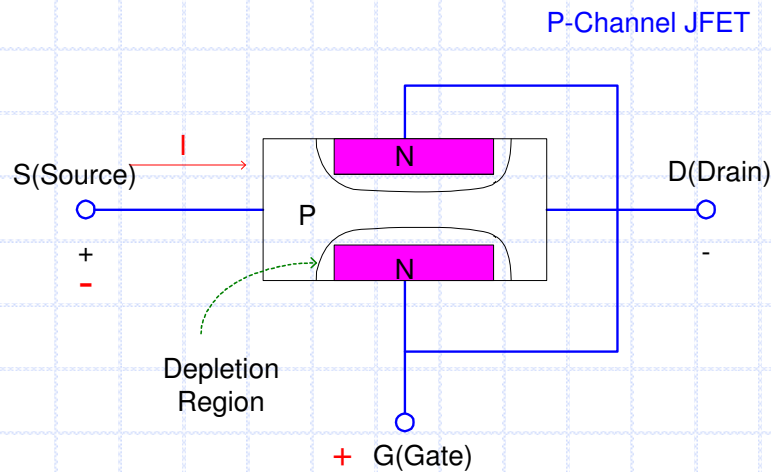 P-Channel JFET
I
S(Source)
N
D(Drain)
P
+
-
-
N
Depletion
Region
+ G(Gate)